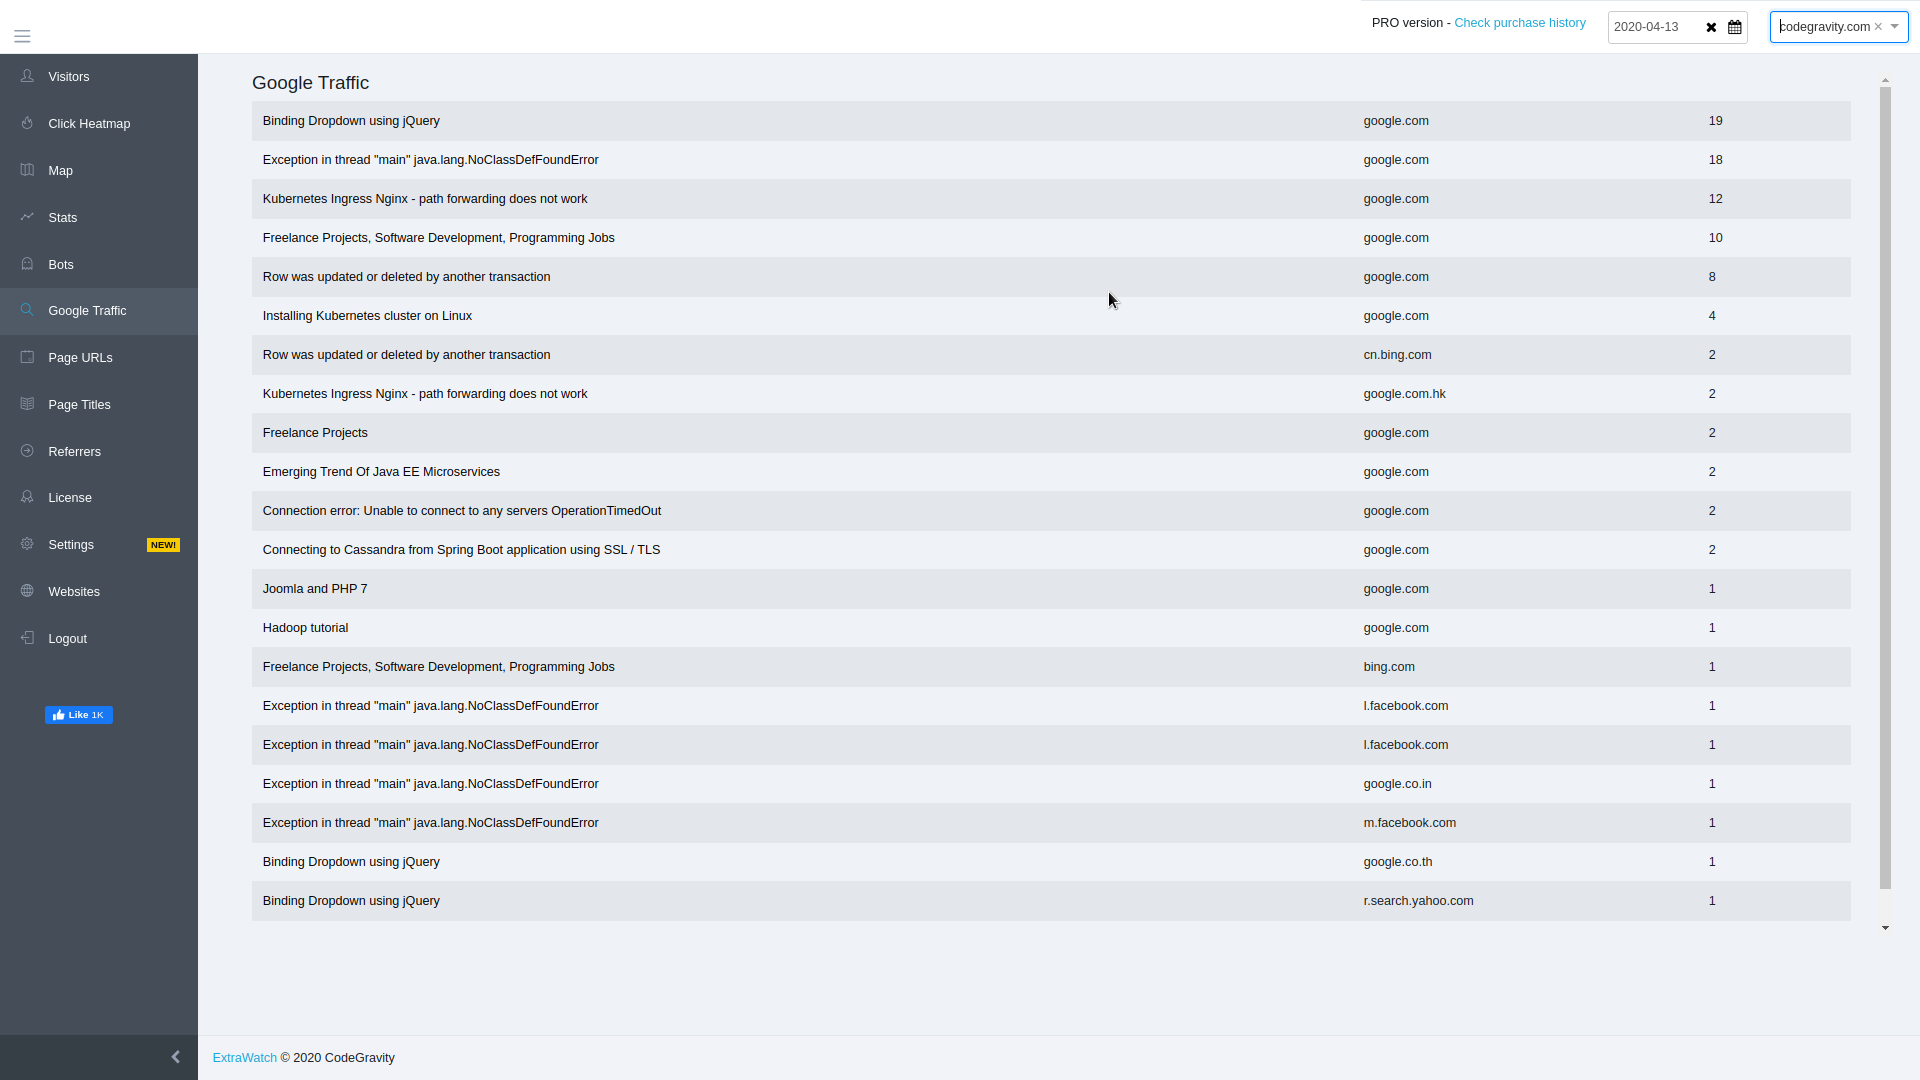 PRO version - Check purchase history
2020-04-13
codegravity.com
Visitors
Click Heatmap
Map
Stats
Bots
Google Traffic
Page URLs
Page Titles
Referrers
License
Settings NEW!
Websites
Logout
Like 1K
Google Traffic
Binding Dropdown using jQuery google.com 19
Exception in thread "main" java.lang.NoClassDefFoundError google.com 18
Kubernetes Ingress Nginx - path forwarding does not work google.com 12
Freelance Projects, Software Development, Programming Jobs google.com 10
Row was updated or deleted by another transaction google.com 8
Installing Kubernetes cluster on Linux google.com 4
Row was updated or deleted by another transaction cn.bing.com 2
Kubernetes Ingress Nginx - path forwarding does not work google.com.hk 2
Freelance Projects google.com 2
Emerging Trend Of Java EE Microservices google.com 2
Connection error: Unable to connect to any servers OperationTimedOut google.com 2
Connecting to Cassandra from Spring Boot application using SSL / TLS google.com 2
Joomla and PHP 7 google.com 1
Hadoop tutorial google.com 1
Freelance Projects, Software Development, Programming Jobs bing.com 1
Exception in thread "main" java.lang.NoClassDefFoundError l.facebook.com 1
Exception in thread "main" java.lang.NoClassDefFoundError l.facebook.com 1
Exception in thread "main" java.lang.NoClassDefFoundError google.co.in 1
Exception in thread "main" java.lang.NoClassDefFoundError m.facebook.com 1
Binding Dropdown using jQuery google.co.th 1
Binding Dropdown using jQuery r.search.yahoo.com 1
ExtraWatch © 2020 CodeGravity